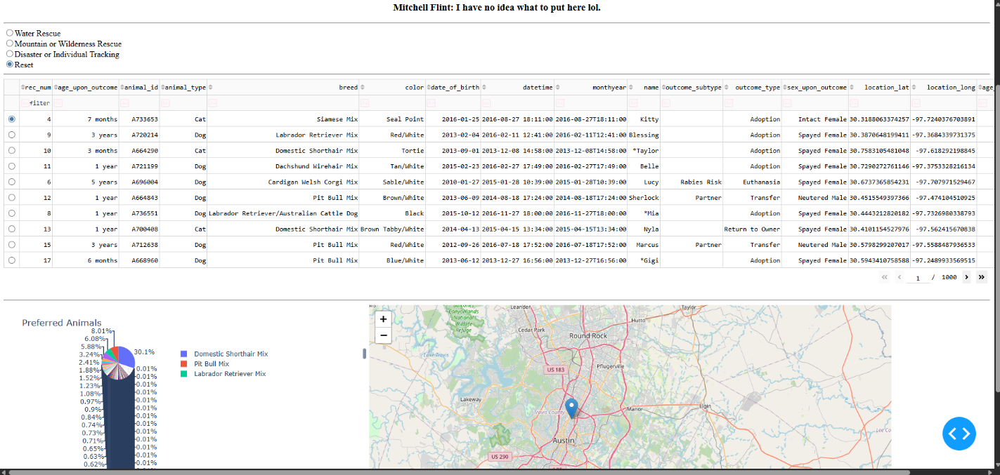 Mitchell Flint: I have no idea what to put here lol.
Water Rescue
Mountain or Wilderness Rescue
Disaster or Individual Tracking
Reset
rec_num age_upon_outcome animal_id animal_type breed color date_of_birth datetime monthyear name outcome_subtype outcome_type sex_upon_outcome location_lat location_long age_
filter
4 7 months A733653 Cat Siamese Mix Seal Point 2016-01-25 2016-08-27 18:11:00 2016-08-27T18:11:00 Kitty Adoption Intact Female 30.3188063374257 -97.7240376703891
9 3 years A720214 Dog Labrador Retriever Mix Red/White 2013-02-04 2016-02-11 12:41:00 2016-02-11T12:41:00 Blessing Adoption Spayed Female 30.3870648199411 -97.3684339731375
10 3 months A664290 Cat Domestic Shorthair Mix Tortie 2013-09-01 2013-12-08 14:58:00 2013-12-08T14:58:00 *Taylor Adoption Spayed Female 30.7583105481048 -97.618292198845
11 1 year A721199 Dog Dachshund Wirehair Mix Tan/White 2015-02-23 2016-02-27 17:49:00 2016-02-27T17:49:00 Belle Adoption Spayed Female 30.7290272761146 -97.3753328216134
6 5 years A696004 Dog Cardigan Welsh Corgi Mix Sable/White 2010-01-27 2015-01-28 10:39:00 2015-01-28T10:39:00 Lucy Rabies Risk Euthanasia Spayed Female 30.6737365854231 -97.707971529467
12 1 year A664843 Dog Pit Bull Mix Brown/White 2013-06-09 2014-08-18 17:24:00 2014-08-18T17:24:00 Sherlock Partner Transfer Neutered Male 30.4515549397366 -97.474104510925
8 1 year A736551 Dog Labrador Retriever/Australian Cattle Dog Black 2015-10-12 2016-11-27 18:00:00 2016-11-27T18:00:00 *Mia Adoption Spayed Female 30.4443212820182 -97.7326980338793
13 1 year A700408 Cat Domestic Shorthair Mix Brown Tabby/White 2014-04-13 2015-04-15 13:34:00 2015-04-15T13:34:00 Nyla Return to Owner Spayed Female 30.4101154527976 -97.562415670838
15 3 years A712638 Dog Pit Bull Mix Red/White 2012-09-26 2016-07-18 17:52:00 2016-07-18T17:52:00 Marcus Partner Transfer Neutered Male 30.5798299207017 -97.5588487936533
17 6 months A668960 Dog Pit Bull Mix Blue/White 2013-06-12 2013-12-27 16:56:00 2013-12-27T16:56:00 *Gigi Adoption Spayed Female 30.5943410758588 -97.2489933569515
1 / 1000
Preferred Animals
8.01%
6.08%
5.88%
3.24%
2.41%
1.88%
1.52%
1.23%
1.08%
0.97%
0.9%
0.84%
0.74%
0.73%
0.71%
0.65%
0.63%
0.62%
30.1%
0.01%
0.01%
0.01%
0.01%
0.01%
0.01%
0.01%
0.01%
0.01%
0.01%
0.01%
0.01%
0.01%
Domestic Shorthair Mix
Pit Bull Mix
Labrador Retriever Mix
+
−
Leander
Canyonlands
National
Wildlife
Refuge
Cedar Park
Round Rock
Hutto
Taylor
Lake Travis
US 183
Pflugerville
Lakeway
Travis County
Manor
Elgin
Austin
US 290
Lee Co